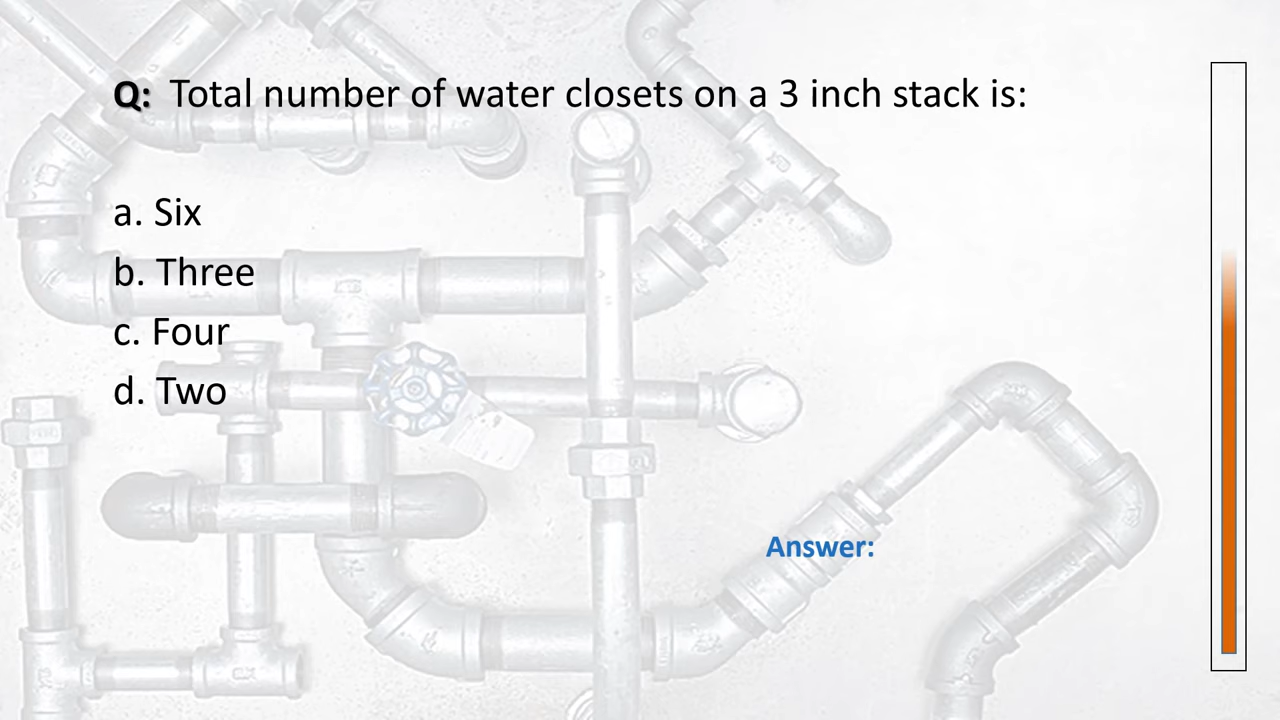 Q: Total number of water closets on a 3 inch stack is:
a. Six
b. Three
c. Four
d. Two
Answer: